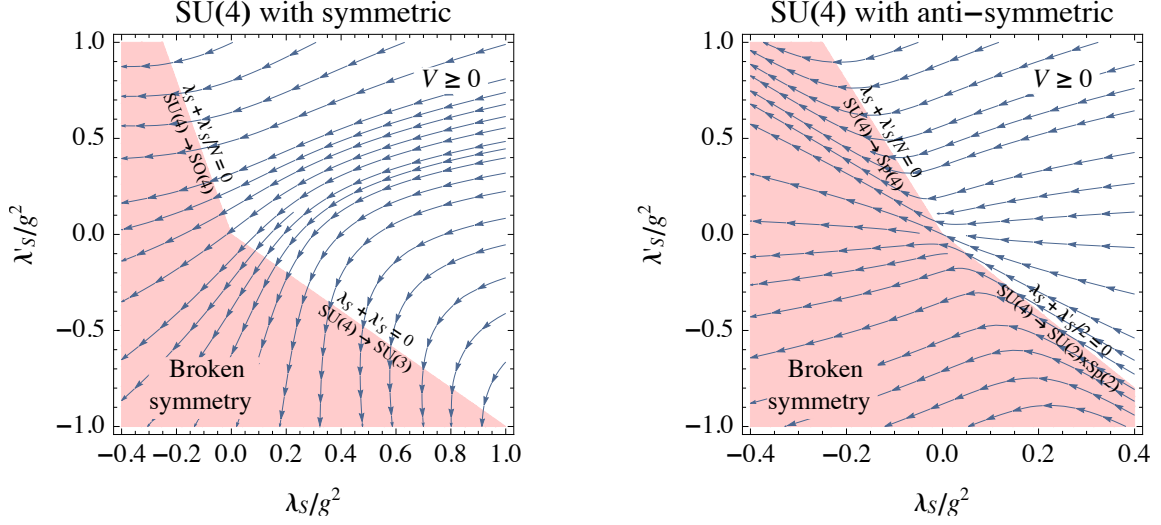 SU(4) with symmetric
1.0
0.5
0.0
−0.5
−1.0
λ's/g²
V ≥ 0
λs + λ's/N = 0
SU(4) → SO(4)
λs + λ's = 0
SU(4) → SU(3)
Broken
symmetry
−0.4 −0.2 0.0 0.2 0.4 0.6 0.8 1.0
λs/g²
SU(4) with anti−symmetric
1.0
0.5
0.0
−0.5
−1.0
λ's/g²
V ≥ 0
λs + λ's/N = 0
SU(4) → Sp(4)
λs + λ's/2 = 0
SU(4) → SU(2)xSp(2)
Broken
symmetry
−0.4 −0.2 0.0 0.2 0.4
λs/g²